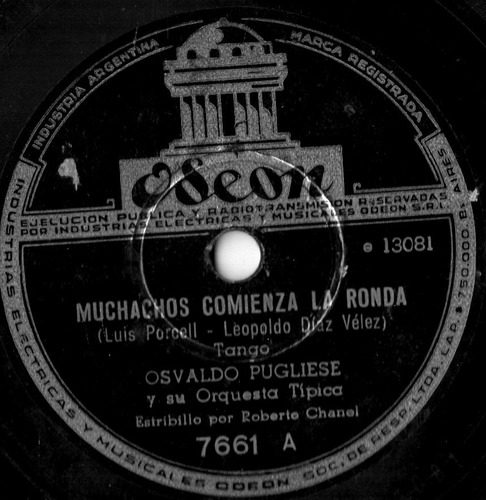 INDUSTRIA ARGENTINA
MARCA REGISTRADA
Odeon
EJECUCION PUBLICA Y RADIOTRANSMISION RESERVADAS
POR INDUSTRIAS ELECTRICAS Y MUSICALES ODEON S.R.L.
13081
MUCHACHOS COMIENZA LA RONDA
(Luis Porcell - Leopoldo Díaz Vélez)
Tango
OSVALDO PUGLIESE
y su Orquesta Típica
Estribillo por Roberto Chanel
7661 A
INDUSTRIAS ELECTRICAS Y MUSICALES ODEON SOC. DE RESP. LTDA. CAP. $ 750.000 B. AIRES